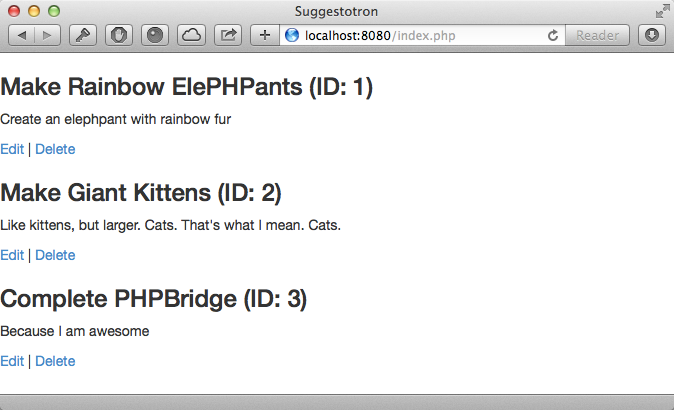 Suggestotron
localhost:8080/index.php
Reader
Make Rainbow ElePHPants (ID: 1)
Create an elephpant with rainbow fur
Edit | Delete
Make Giant Kittens (ID: 2)
Like kittens, but larger. Cats. That's what I mean. Cats.
Edit | Delete
Complete PHPBridge (ID: 3)
Because I am awesome
Edit | Delete